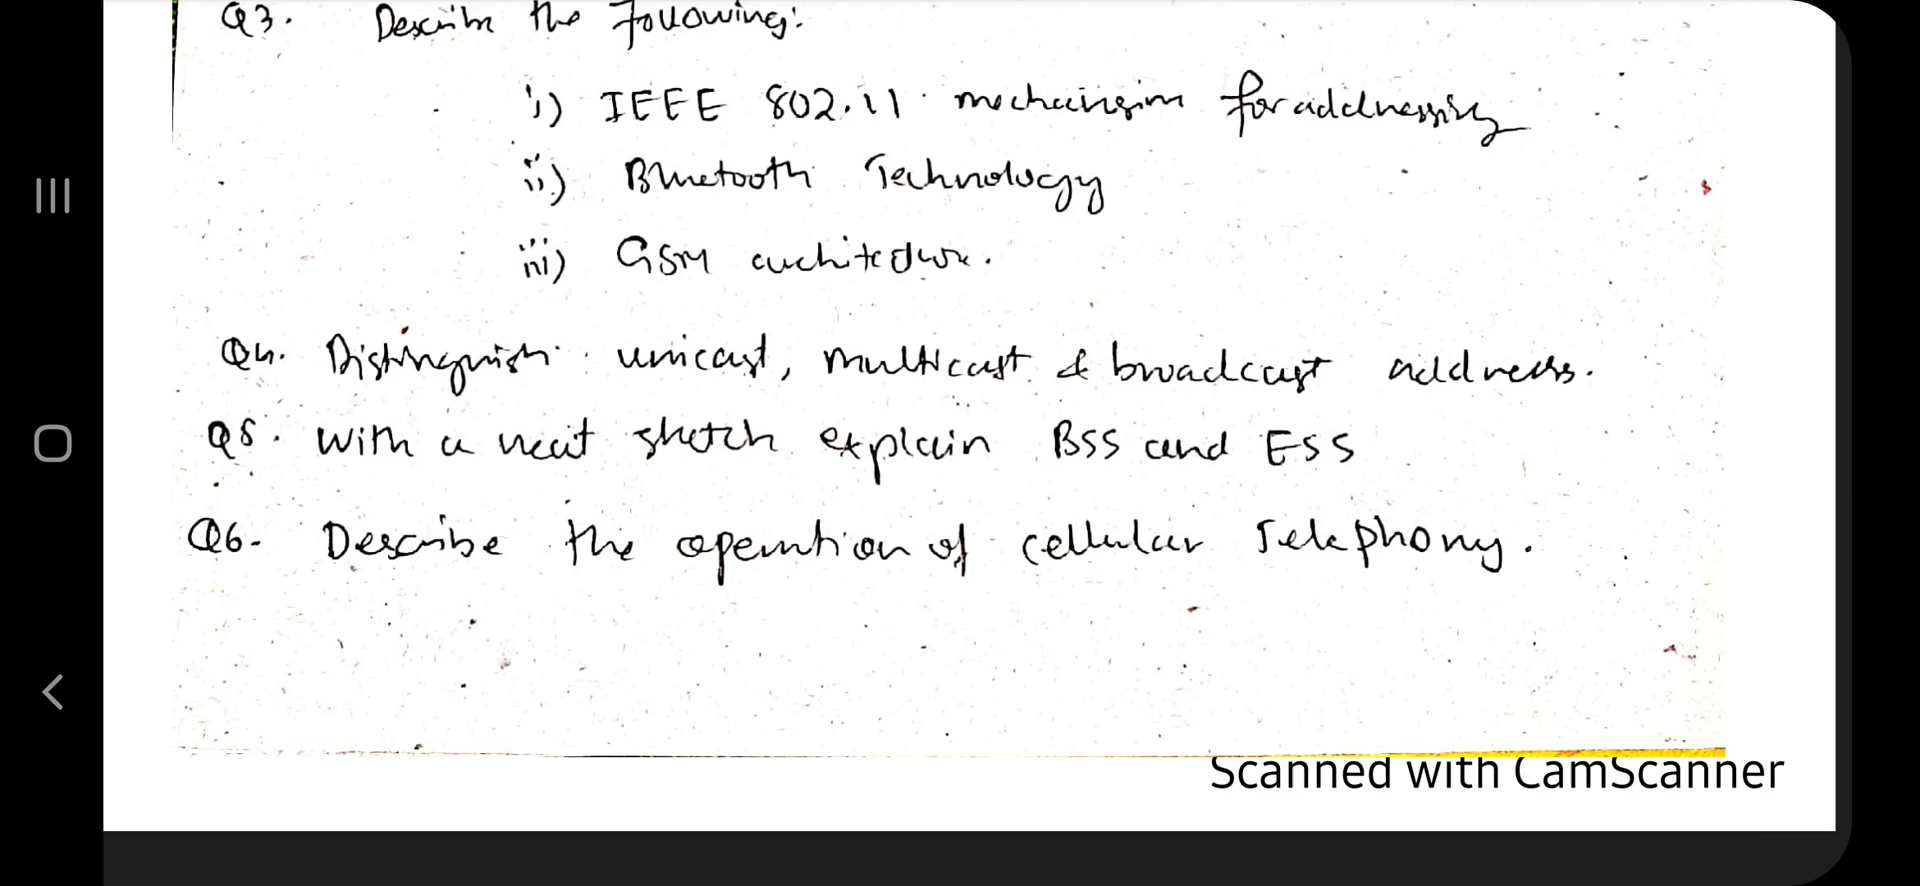 Q3. Describe the following:
i) IEEE 802.11 mechanism for addressing
ii) Bluetooth Technology
iii) GSM architecture.
Q4. Distinguish unicast, multicast & broadcast address.
Q5. With a neat sketch explain BSS and ESS
Q6. Describe the operation of cellular Telephony.
Scanned with CamScanner